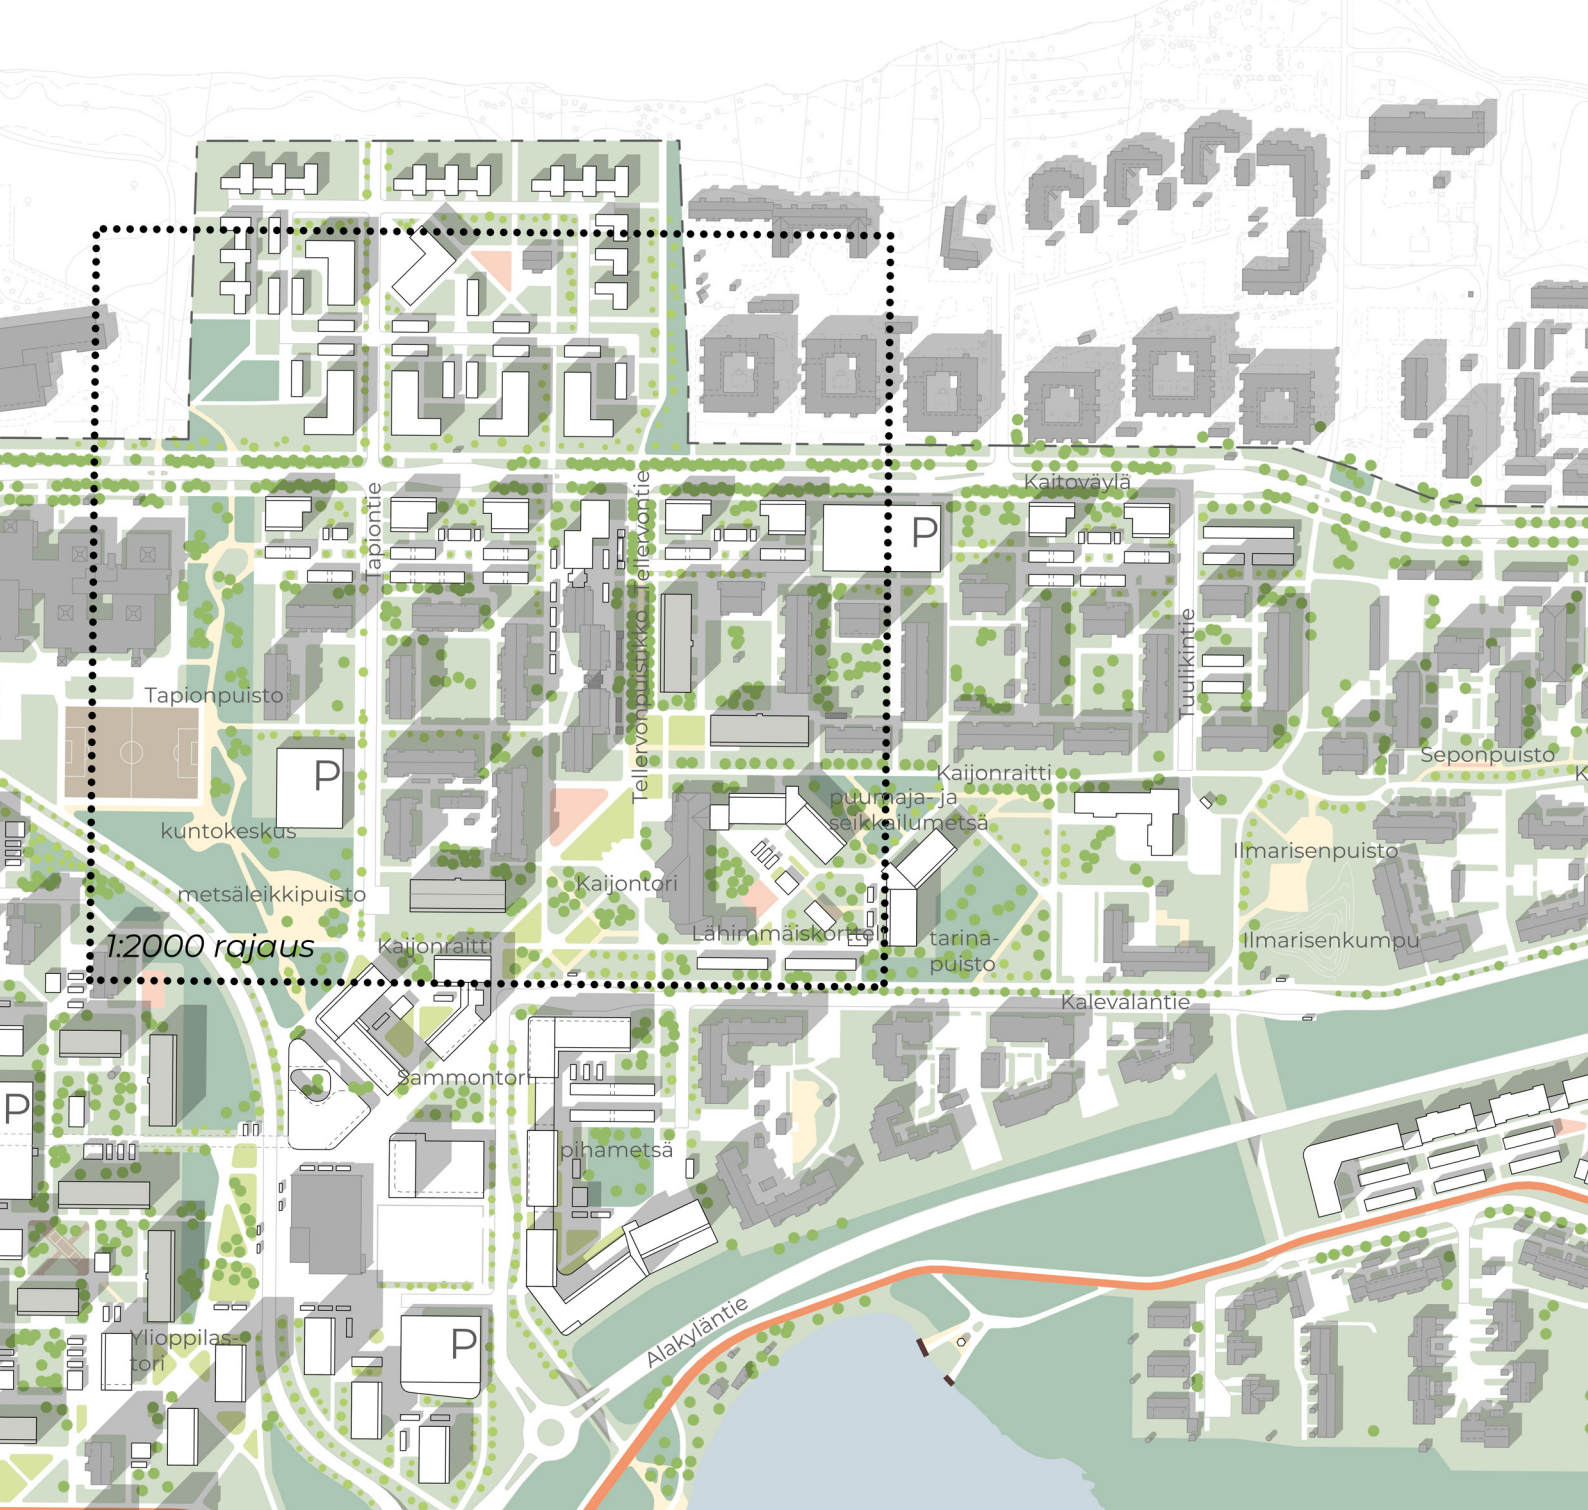 Kaitoväylä
P
Tapiontie
Tellervonpuisukko, Tellervontie
Tuulikintie
Tapionpuisto
P
Seponpuisto
Kaijonraitti
K
puumaja- ja
seikkailumetsä
kuntokeskus
Ilmarisenpuisto
Kaijontori
metsäleikkipuisto
Lähimmäiskortteli
tarina-
puisto
Ilmarisenkumpu
1:2000 rajaus
Kaijonraitti
Kalevalantie
Sammontori
P
pihametsä
Alakyläntie
P
Ylioppilas-
tori